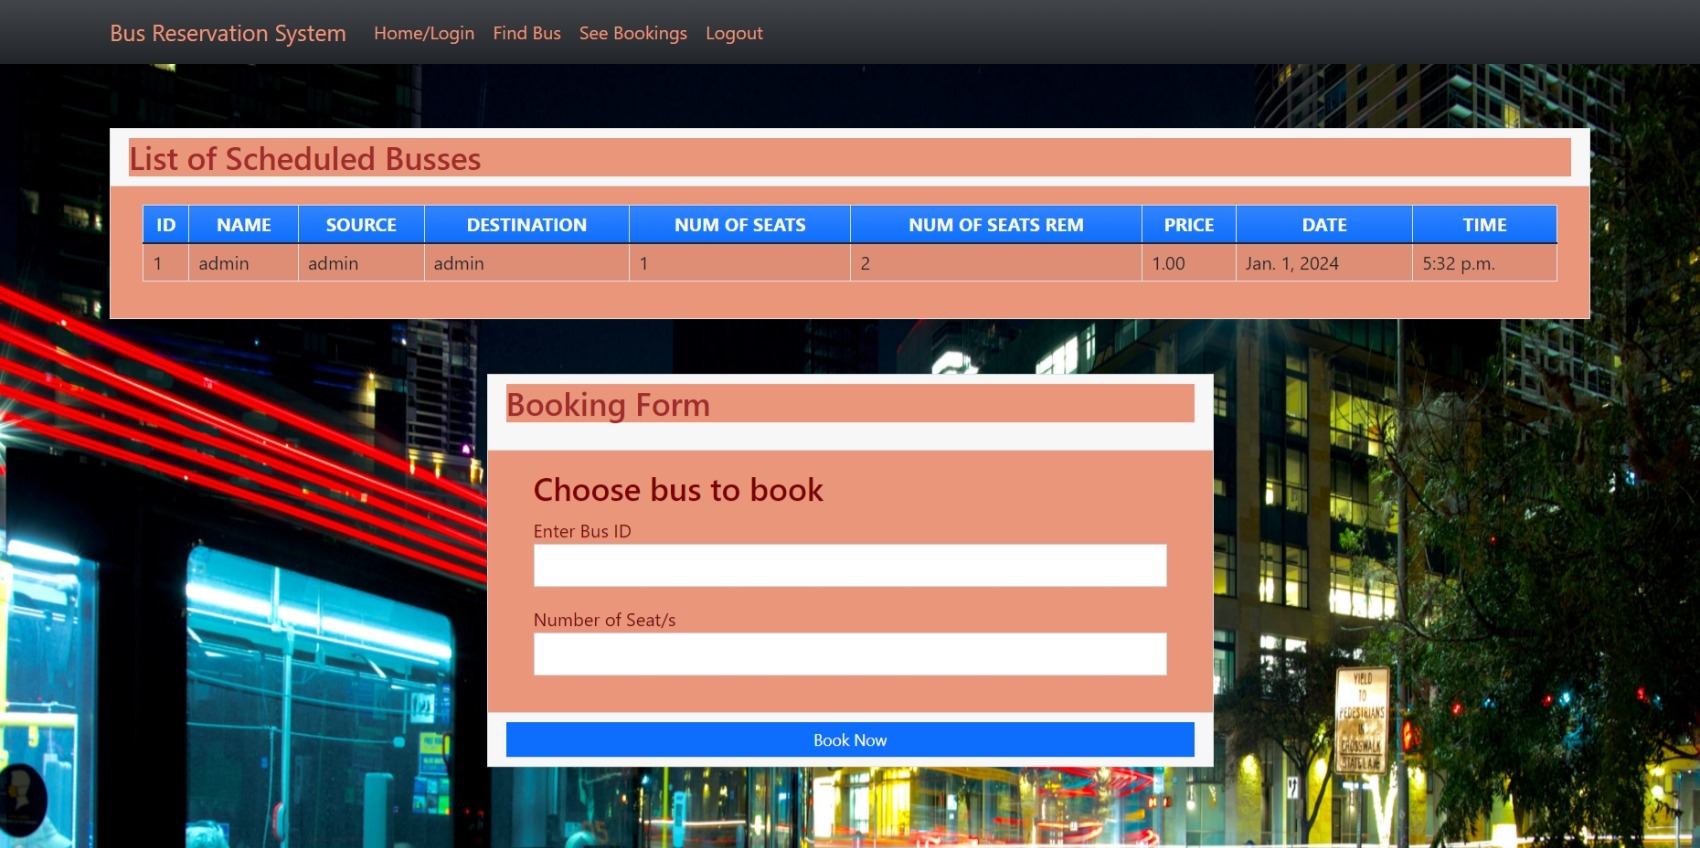 Bus Reservation System Home/Login Find Bus See Bookings Logout
List of Scheduled Busses
ID NAME SOURCE DESTINATION NUM OF SEATS NUM OF SEATS REM PRICE DATE TIME
1 admin admin admin 1 2 1.00 Jan. 1, 2024 5:32 p.m.
Booking Form
Choose bus to book
Enter Bus ID
Number of Seat/s
Book Now
YIELD
TO
PEDESTRIANS
IN
CROSSWALK
STATE LAW